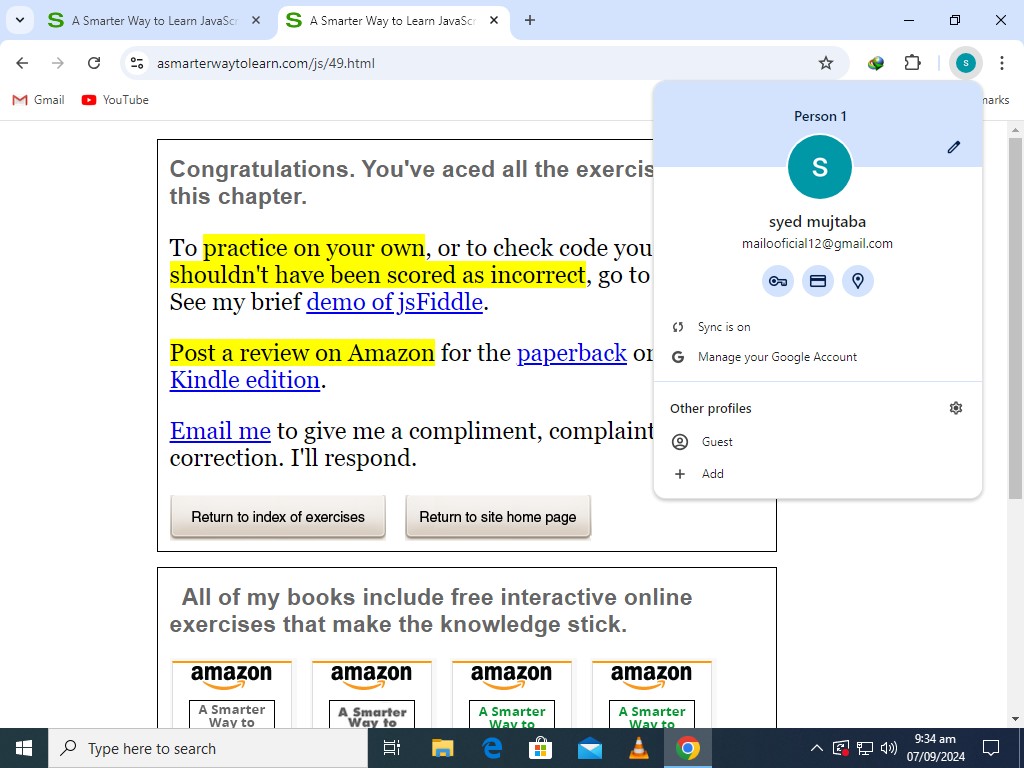 A Smarter Way to Learn JavaSc
A Smarter Way to Learn JavaSc
asmarterwaytolearn.com/js/49.html
S
Gmail
YouTube
Person 1
S
syed mujtaba
mailooficial12@gmail.com
Sync is on
Manage your Google Account
Other profiles
Guest
Add
Congratulations. You've aced all the
this chapter.
To practice on your own, or to check code
shouldn't have been scored as incorrect, go to
See my brief demo of jsFiddle.
Post a review on Amazon for the paperback or
Kindle edition.
Email me to give me a compliment, complaint
correction. I'll respond.
Return to index of exercises
Return to site home page
All of my books include free interactive online
exercises that make the knowledge stick.
amazon
A Smarter
Way to
amazon
A Smarter
Way to
amazon
A Smarter
Way to
amazon
A Smarter
Way to
Type here to search
9:34 am
07/09/2024